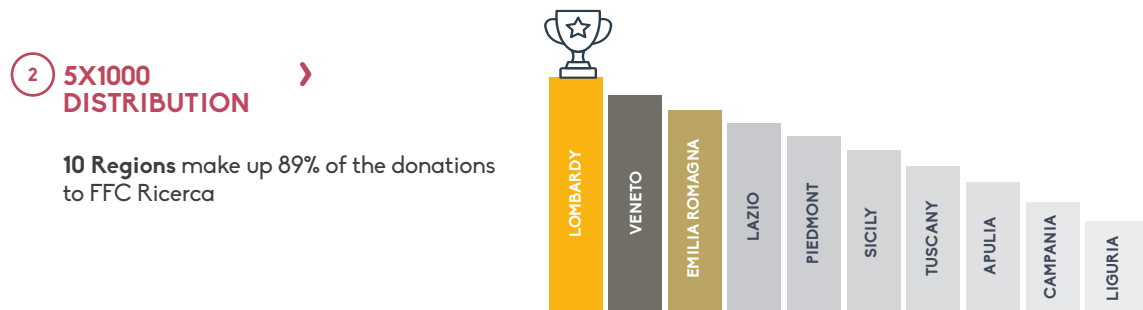 2
5X1000
DISTRIBUTION
10 Regions make up 89% of the donations
to FFC Ricerca
LOMBARDY
VENETO
EMILIA ROMAGNA
LAZIO
PIEDMONT
SICILY
TUSCANY
APULIA
CAMPANIA
LIGURIA